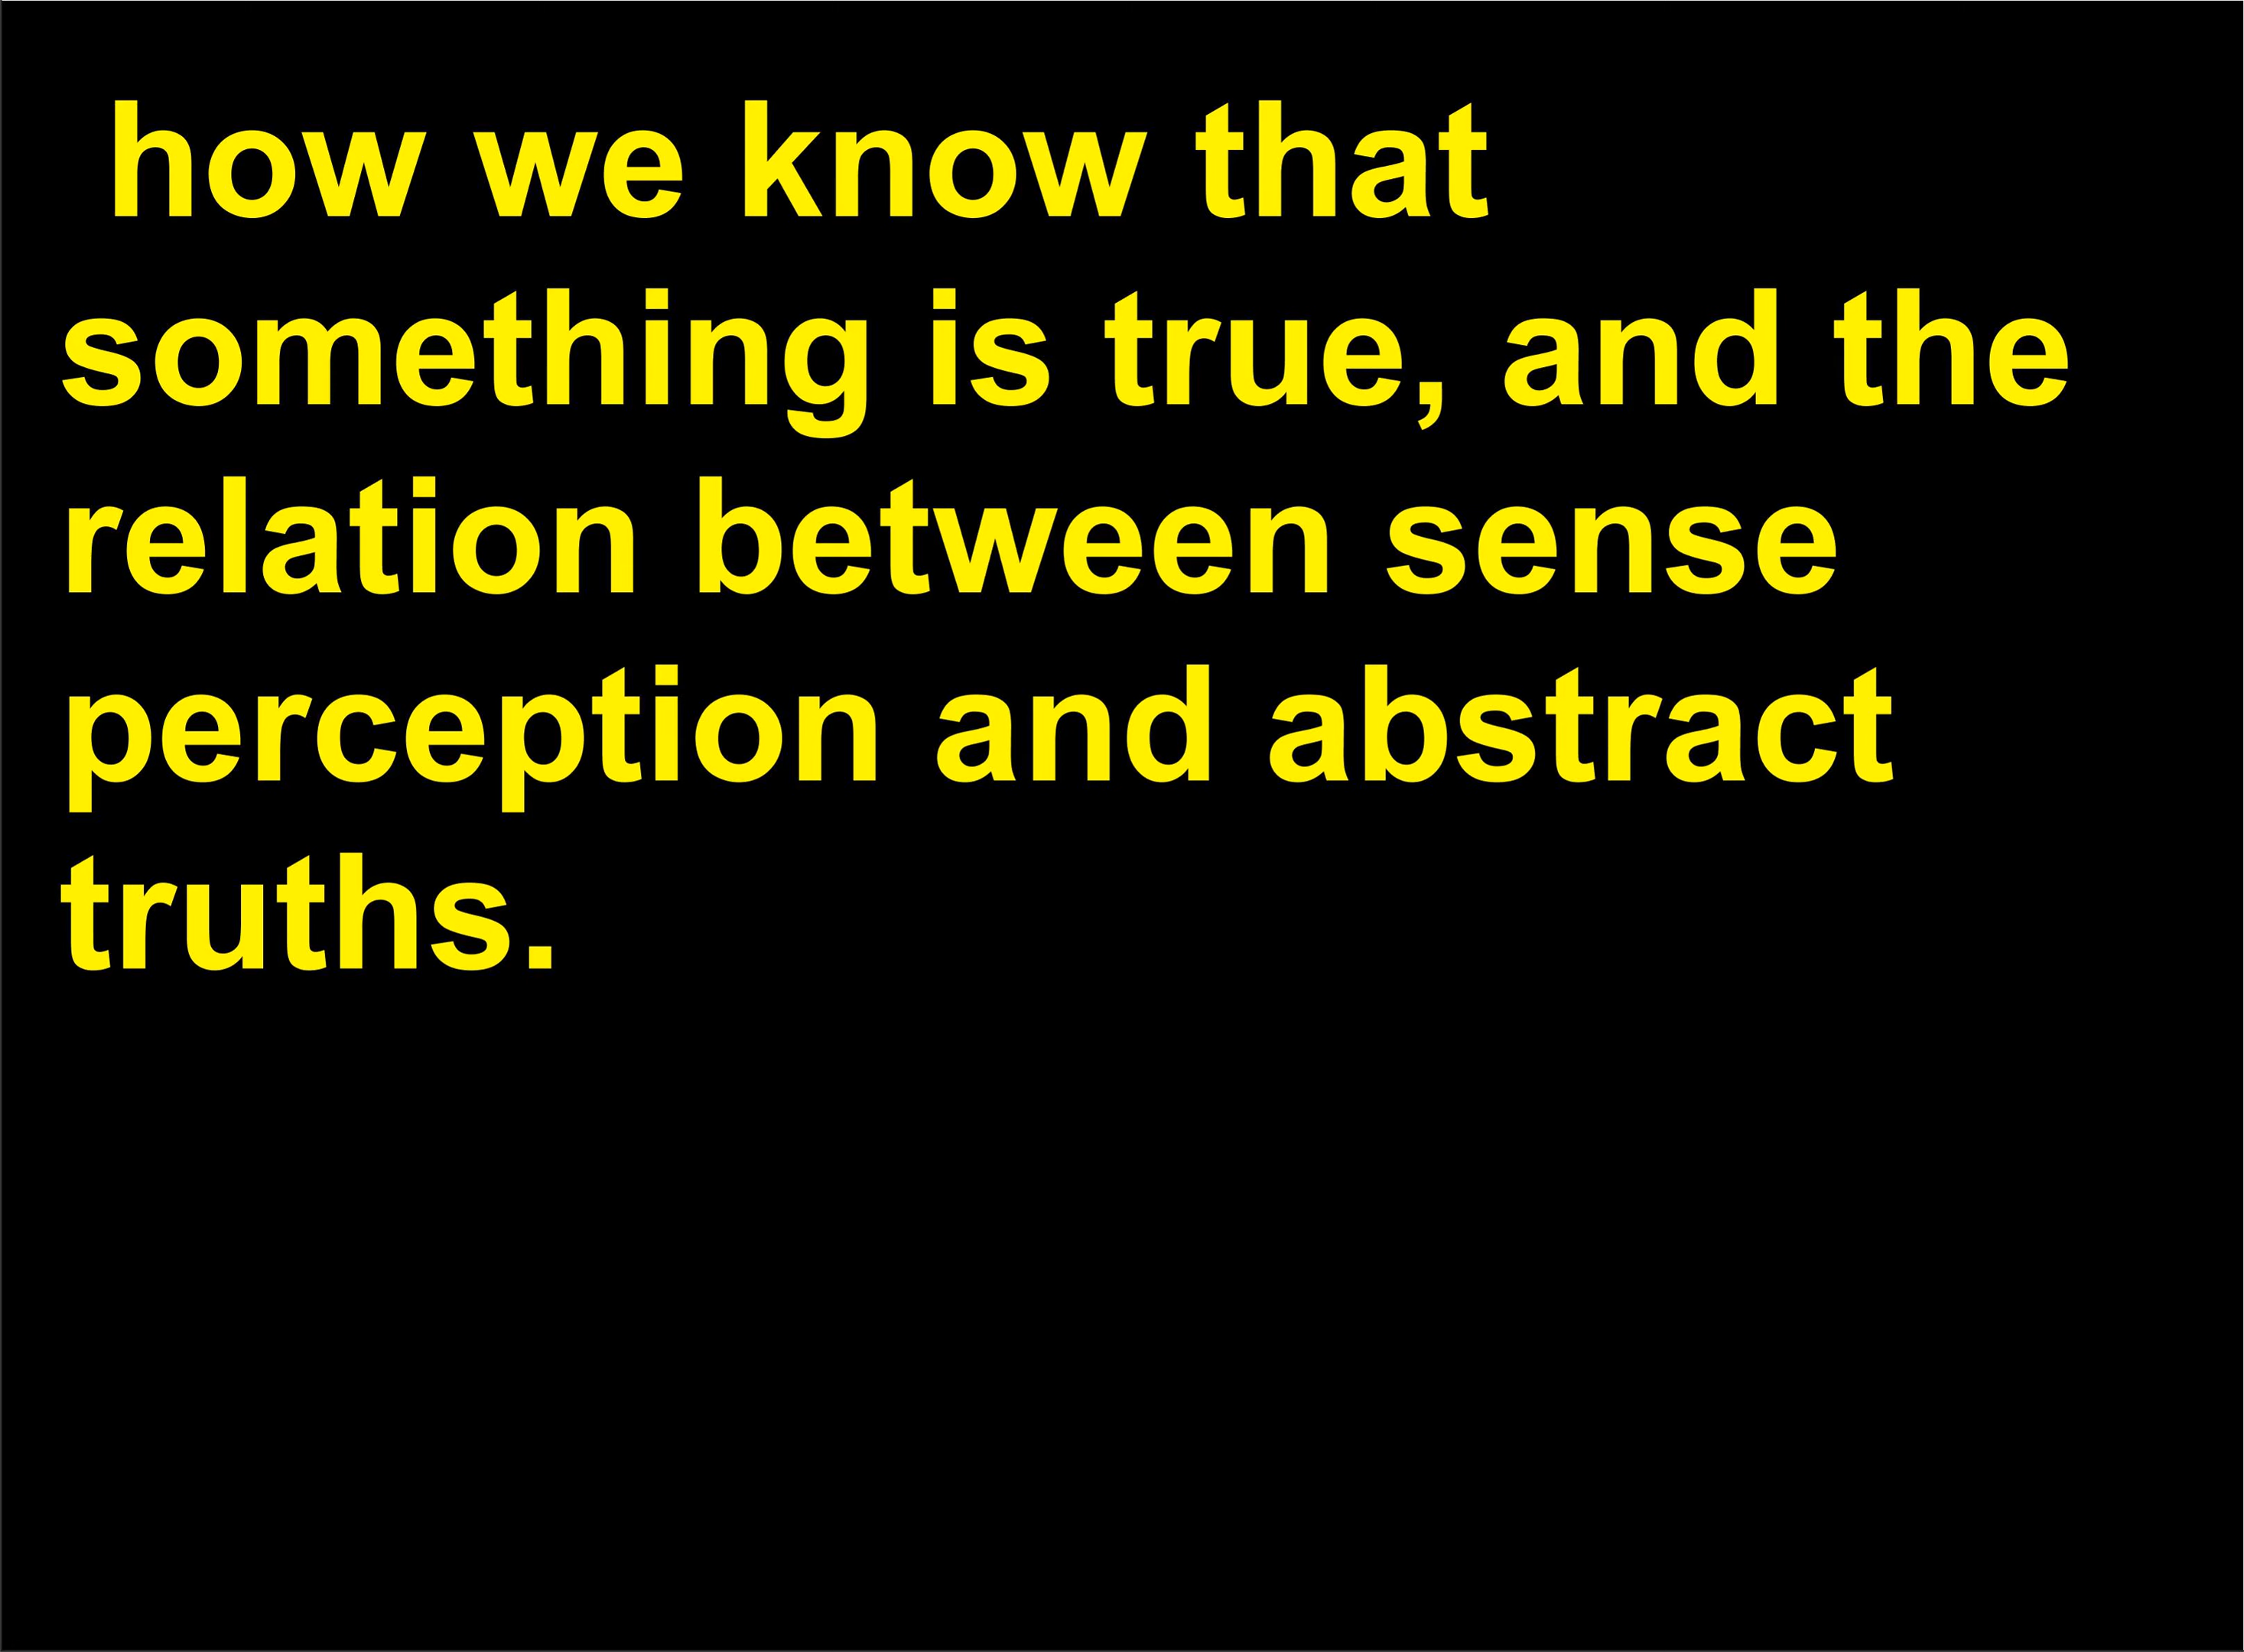 how we know that
something is true, and the
relation between sense
perception and abstract
truths.